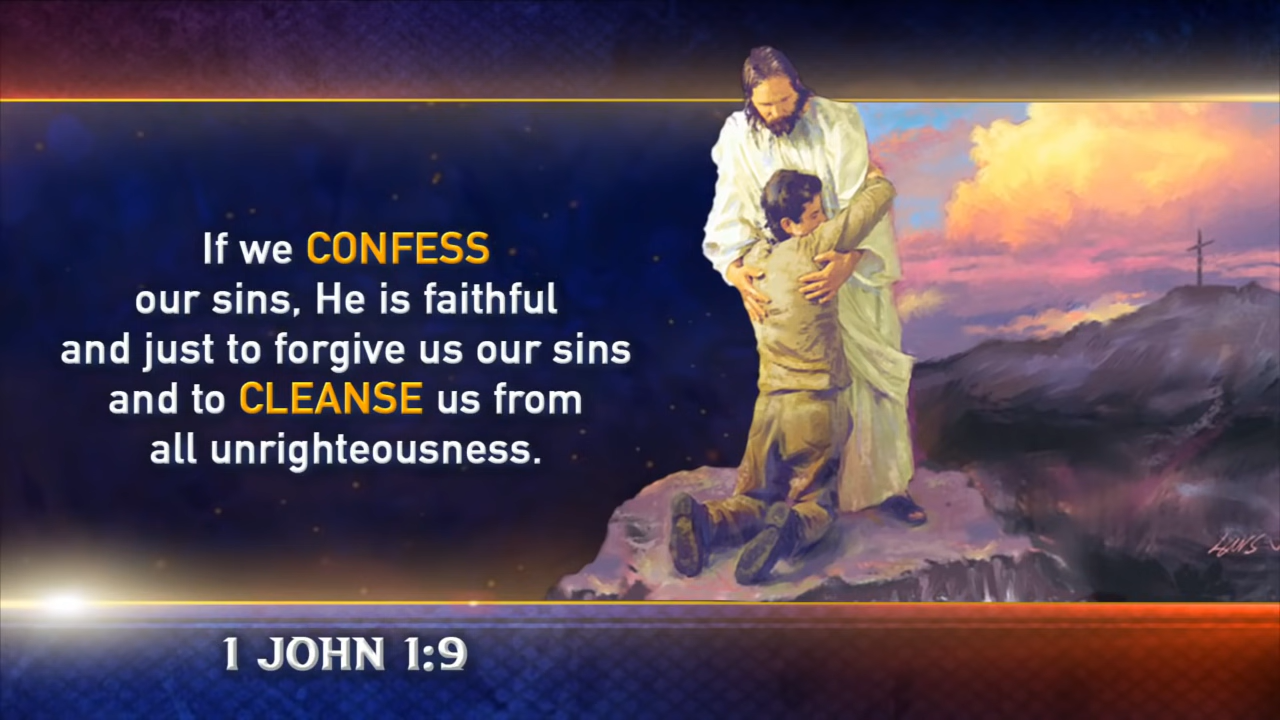 If we CONFESS
our sins, He is faithful
and just to forgive us our sins
and to CLEANSE us from
all unrighteousness.
1 JOHN 1:9